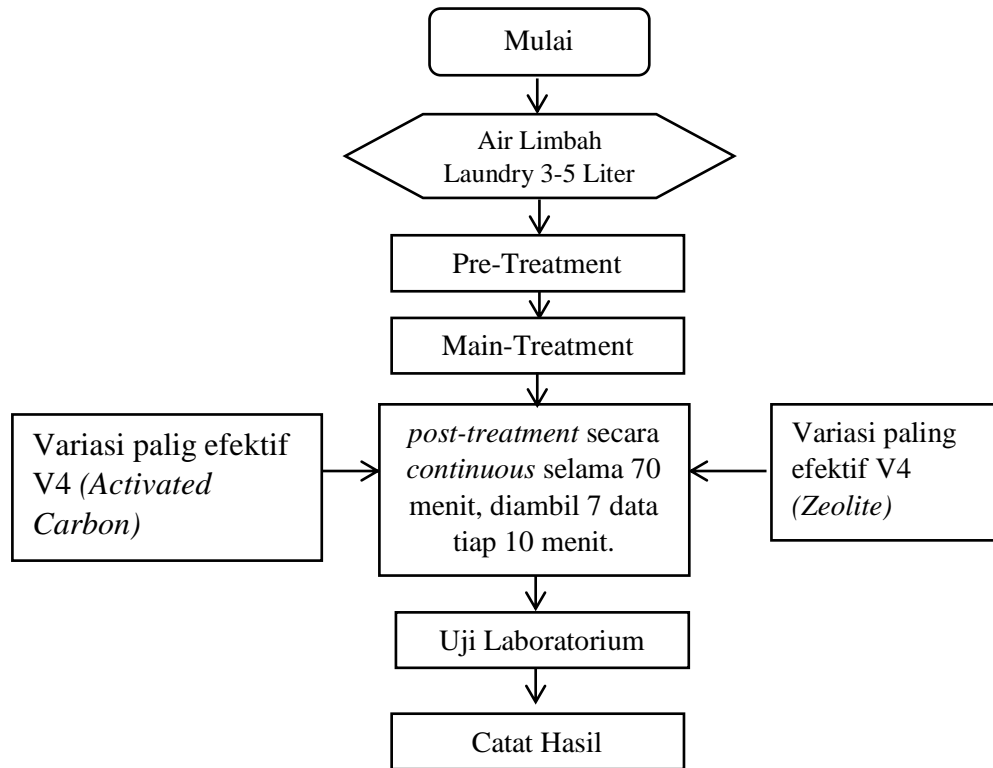 Mulai
Air Limbah
Laundry 3-5 Liter
Pre-Treatment
Main-Treatment
Variasi palig efektif
V4 (Activated
Carbon)
post-treatment secara
continuous selama 70
menit, diambil 7 data
tiap 10 menit.
Variasi paling
efektif V4
(Zeolite)
Uji Laboratorium
Catat Hasil